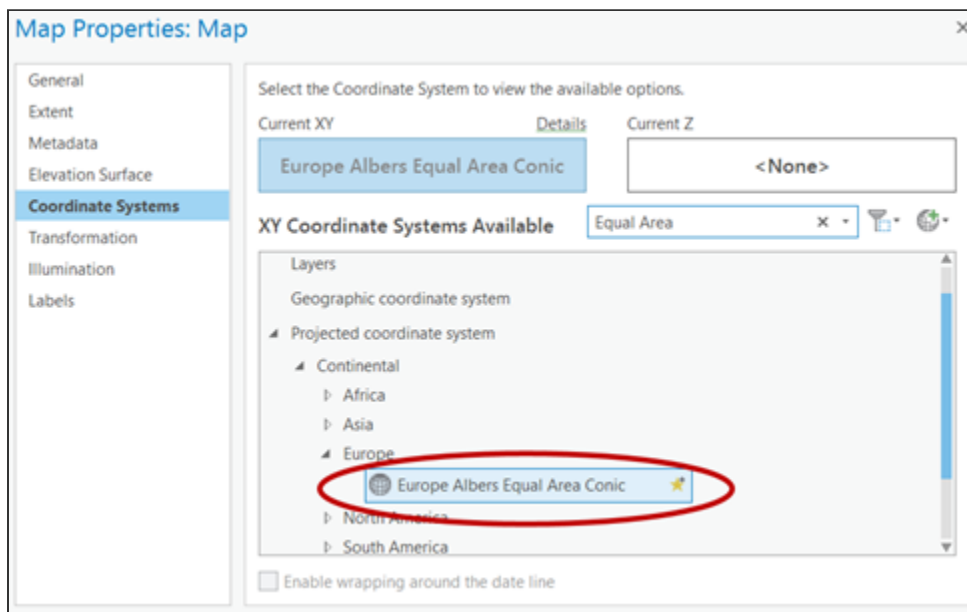 Map Properties: Map
General
Extent
Metadata
Elevation Surface
Coordinate Systems
Transformation
Illumination
Labels
Select the Coordinate System to view the available options.
Current XY Details Current Z
Europe Albers Equal Area Conic <None>
XY Coordinate Systems Available Equal Area
Layers
Geographic coordinate system
Projected coordinate system
Continental
Africa
Asia
Europe
Europe Albers Equal Area Conic
North America
South America
Enable wrapping around the date line